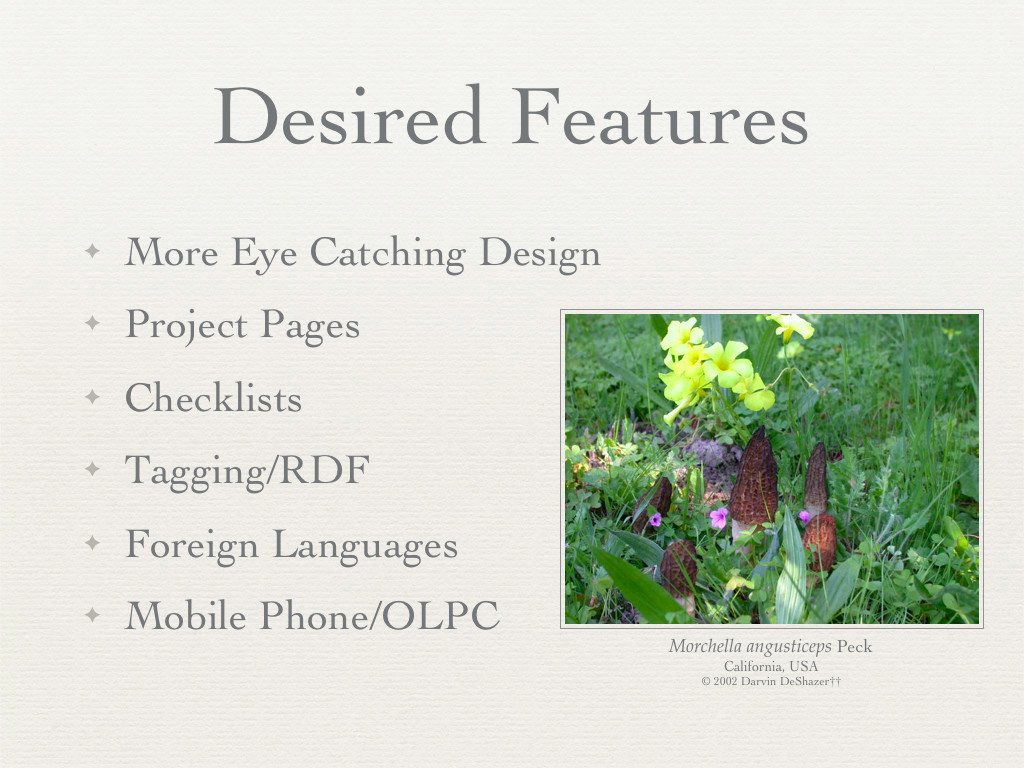 Desired Features
More Eye Catching Design
Project Pages
Checklists
Tagging/RDF
Foreign Languages
Mobile Phone/OLPC
Morchella angusticeps Peck
California, USA
© 2002 Darvin DeShazer††